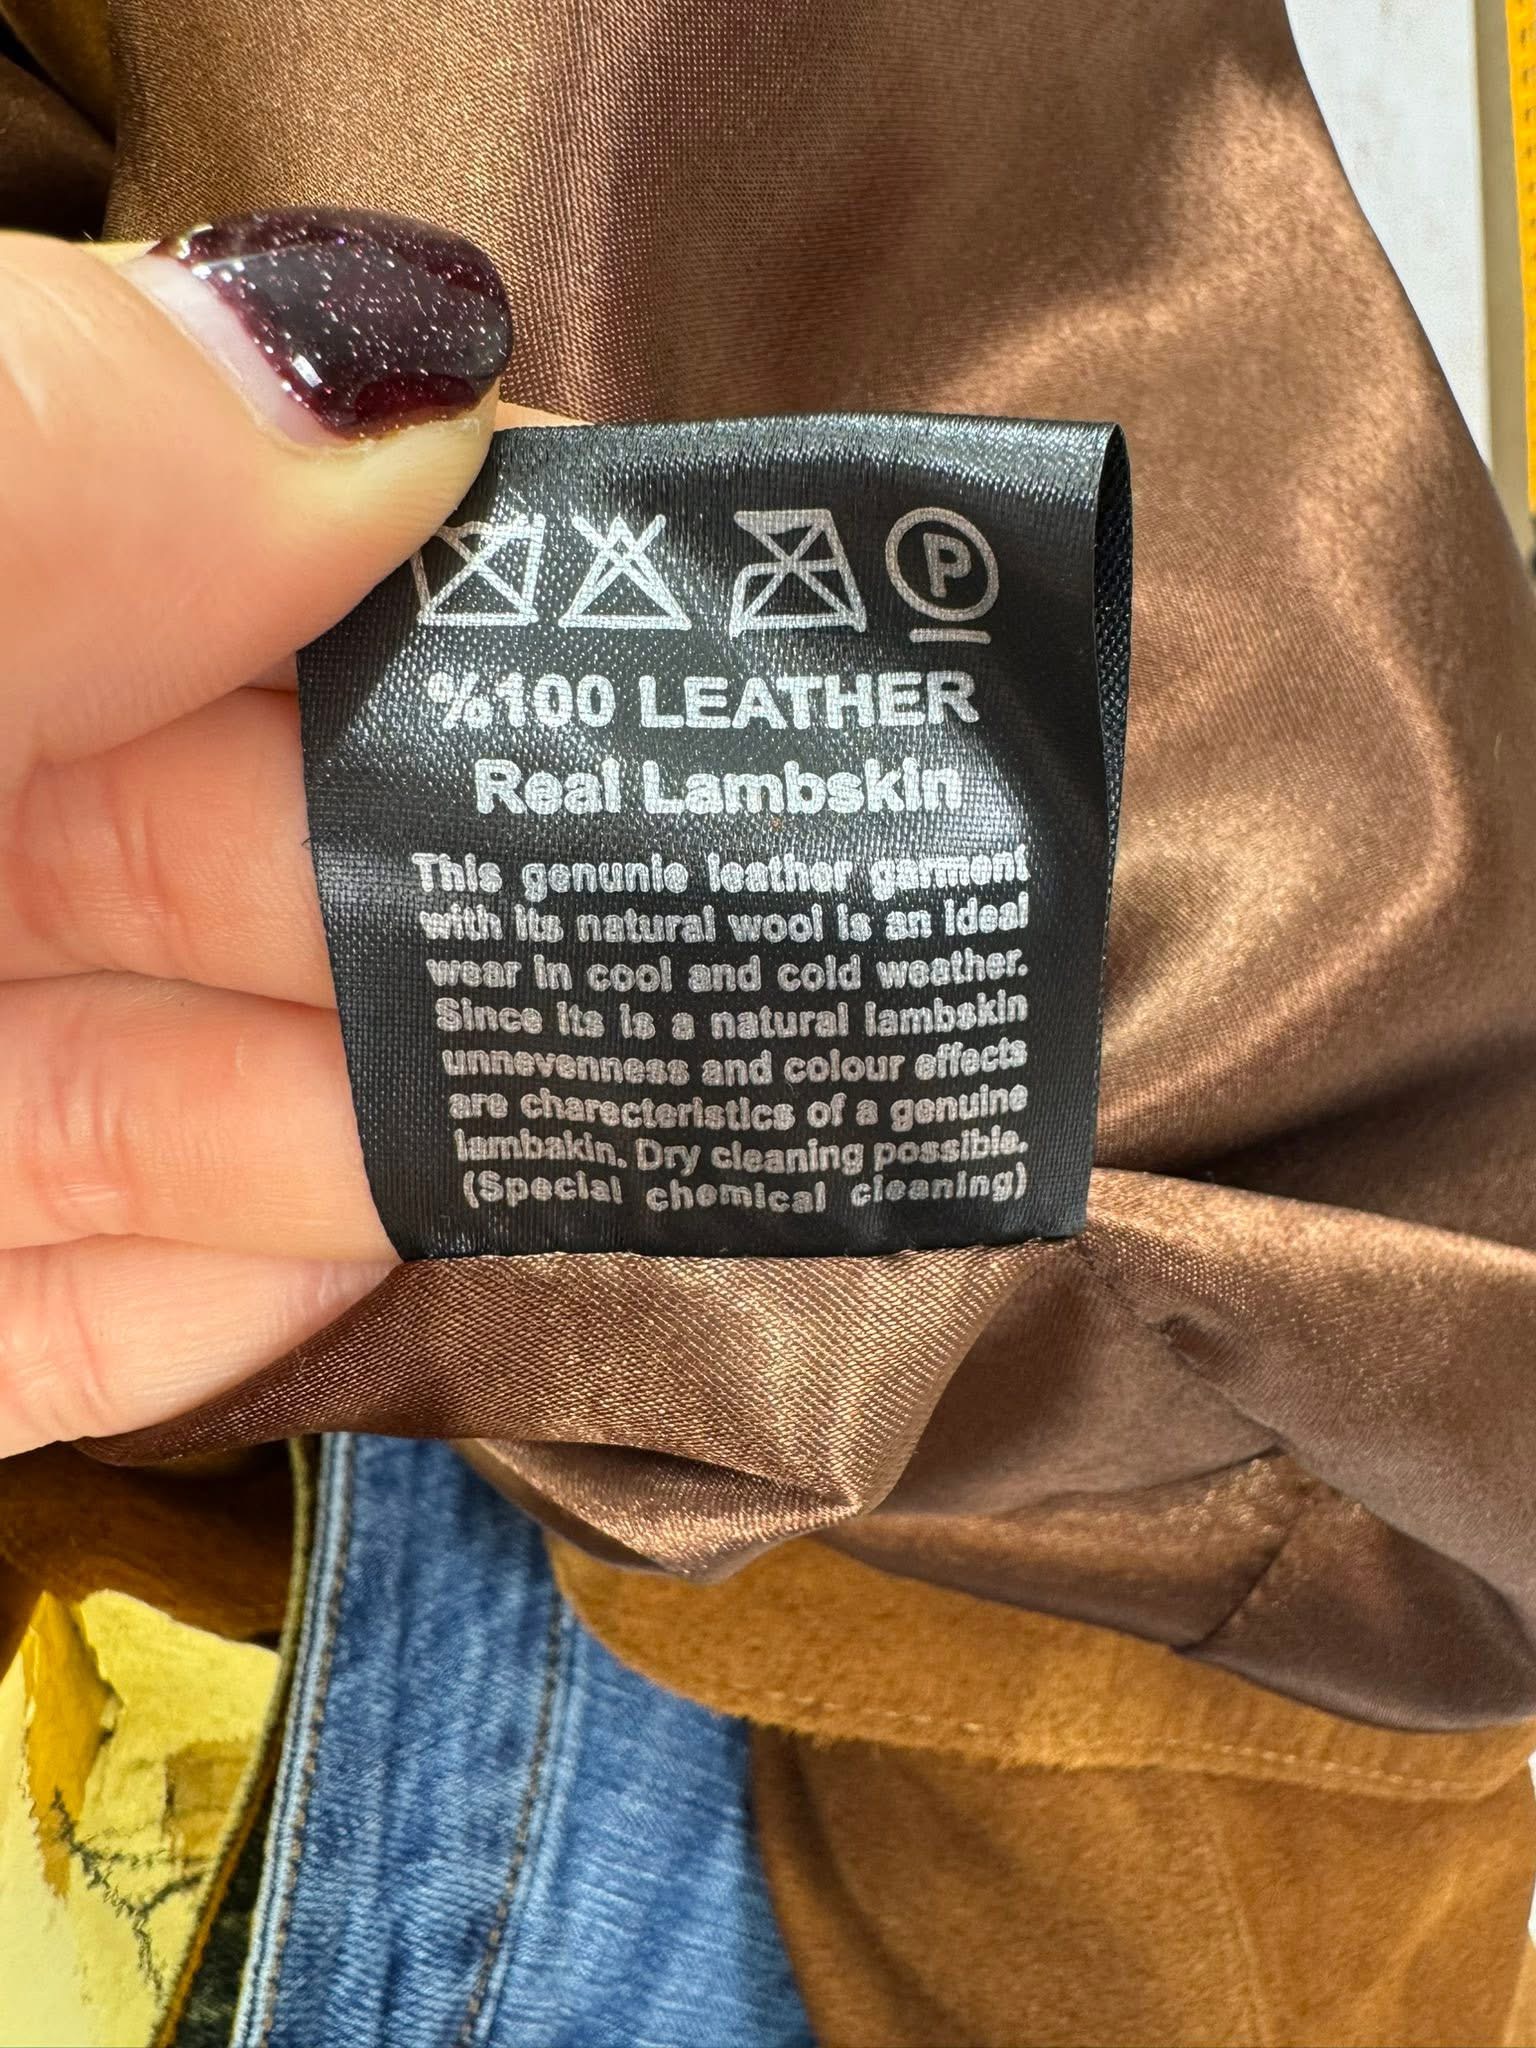 P
%100 LEATHER
Real Lambskin
This genunie leather garment
with its natural wool is an ideal
wear in cool and cold weather.
Since its is a natural lambskin
unnevenness and colour effects
are charecteristics of a genuine
lambakin. Dry cleaning possible.
(Special chemical cleaning)